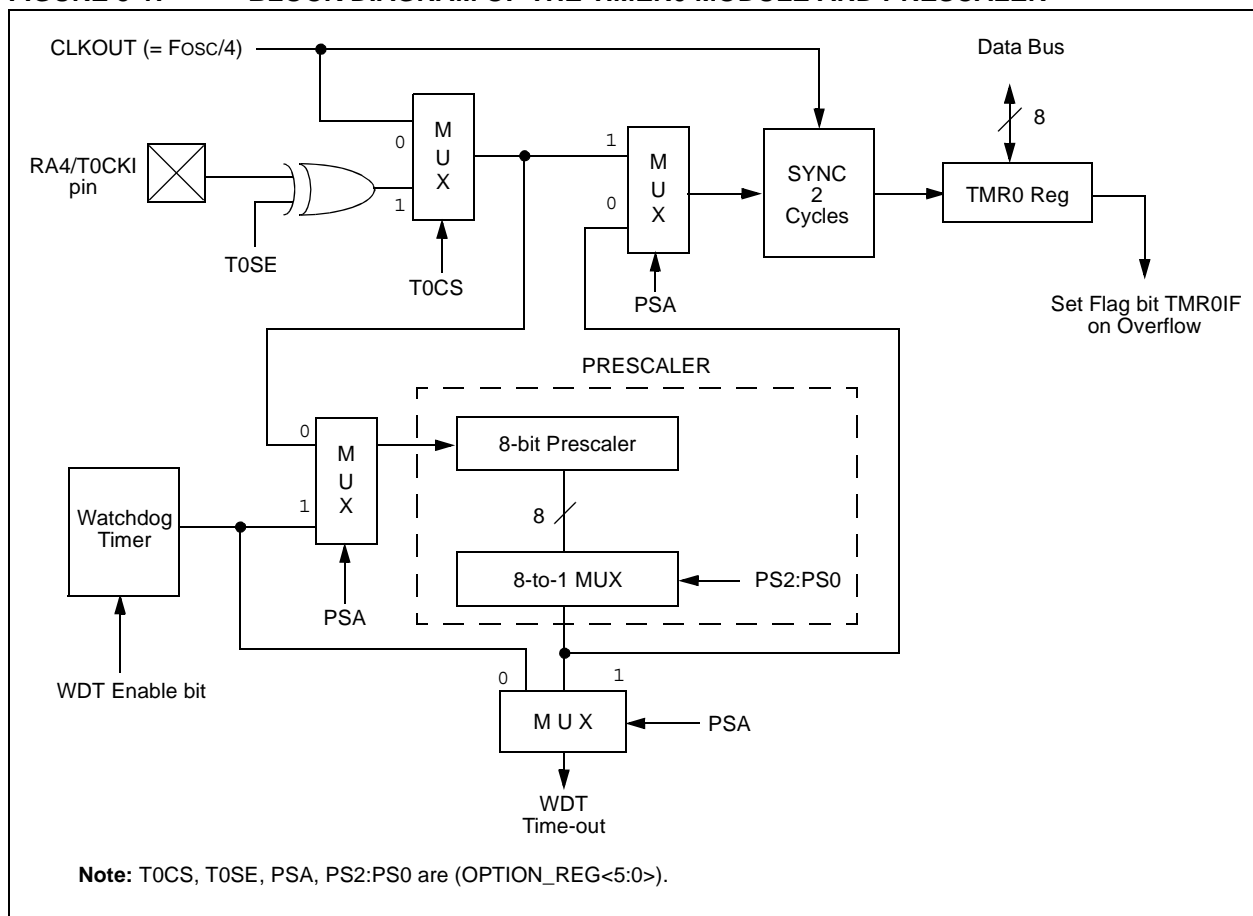 CLKOUT (= FOSC/4)
Data Bus
8
M
U
X
0
1
RA4/T0CKI
pin
T0SE
T0CS
1
0
M
U
X
PSA
SYNC
2
Cycles
TMR0 Reg
Set Flag bit TMR0IF
on Overflow
PRESCALER
0
1
M
U
X
PSA
8-bit Prescaler
8
8-to-1 MUX
PS2:PS0
Watchdog
Timer
WDT Enable bit
0
1
M U X
PSA
WDT
Time-out
Note: T0CS, T0SE, PSA, PS2:PS0 are (OPTION_REG<5:0>).